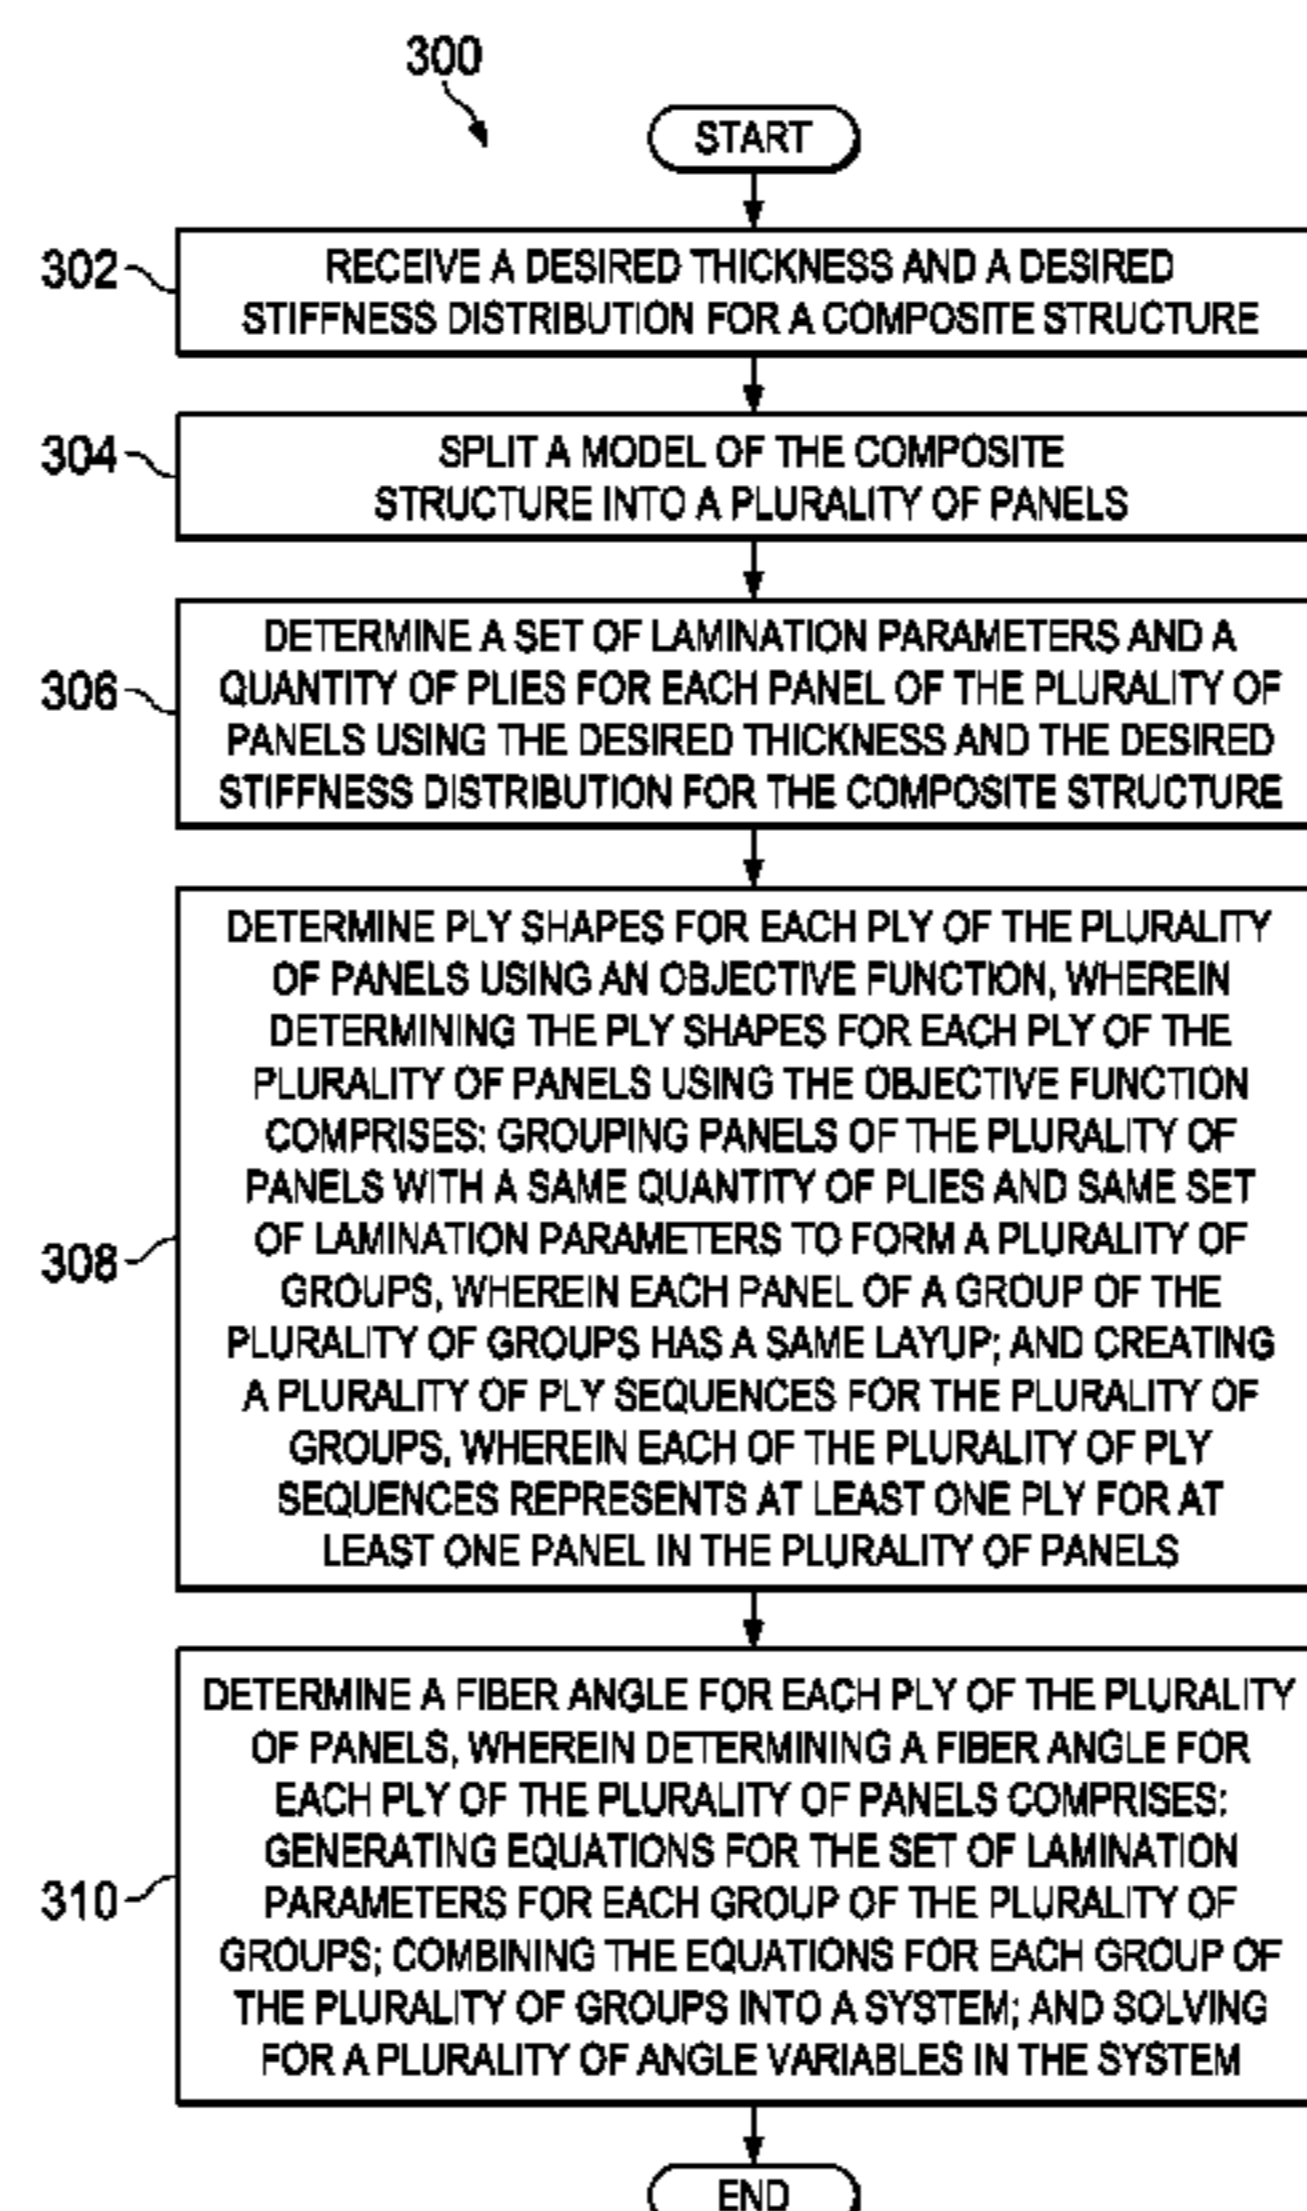 300
START
302
RECEIVE A DESIRED THICKNESS AND A DESIRED
STIFFNESS DISTRIBUTION FOR A COMPOSITE STRUCTURE
304
SPLIT A MODEL OF THE COMPOSITE
STRUCTURE INTO A PLURALITY OF PANELS
306
DETERMINE A SET OF LAMINATION PARAMETERS AND A
QUANTITY OF PLIES FOR EACH PANEL OF THE PLURALITY OF
PANELS USING THE DESIRED THICKNESS AND THE DESIRED
STIFFNESS DISTRIBUTION FOR THE COMPOSITE STRUCTURE
308
DETERMINE PLY SHAPES FOR EACH PLY OF THE PLURALITY
OF PANELS USING AN OBJECTIVE FUNCTION, WHEREIN
DETERMINING THE PLY SHAPES FOR EACH PLY OF THE
PLURALITY OF PANELS USING THE OBJECTIVE FUNCTION
COMPRISES: GROUPING PANELS OF THE PLURALITY OF
PANELS WITH A SAME QUANTITY OF PLIES AND SAME SET
OF LAMINATION PARAMETERS TO FORM A PLURALITY OF
GROUPS, WHEREIN EACH PANEL OF A GROUP OF THE
PLURALITY OF GROUPS HAS A SAME LAYUP; AND CREATING
A PLURALITY OF PLY SEQUENCES FOR THE PLURALITY OF
GROUPS, WHEREIN EACH OF THE PLURALITY OF PLY
SEQUENCES REPRESENTS AT LEAST ONE PLY FOR AT
LEAST ONE PANEL IN THE PLURALITY OF PANELS
310
DETERMINE A FIBER ANGLE FOR EACH PLY OF THE PLURALITY
OF PANELS, WHEREIN DETERMINING A FIBER ANGLE FOR
EACH PLY OF THE PLURALITY OF PANELS COMPRISES:
GENERATING EQUATIONS FOR THE SET OF LAMINATION
PARAMETERS FOR EACH GROUP OF THE PLURALITY OF
GROUPS; COMBINING THE EQUATIONS FOR EACH GROUP OF
THE PLURALITY OF GROUPS INTO A SYSTEM; AND SOLVING
FOR A PLURALITY OF ANGLE VARIABLES IN THE SYSTEM
END